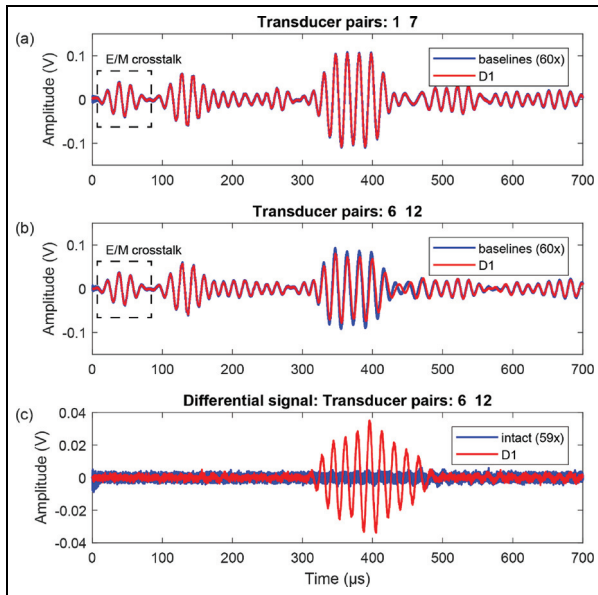 Transducer pairs: 1 7
(a)
E/M crosstalk
baselines (60x)
D1
Amplitude (V)
0.1
0
-0.1
0 100 200 300 400 500 600 700
Transducer pairs: 6 12
(b)
E/M crosstalk
baselines (60x)
D1
Amplitude (V)
0.1
0
-0.1
0 100 200 300 400 500 600 700
Differential signal: Transducer pairs: 6 12
(c)
intact (59x)
D1
Amplitude (V)
0.04
0.02
0
-0.02
-0.04
0 100 200 300 400 500 600 700
Time (µs)